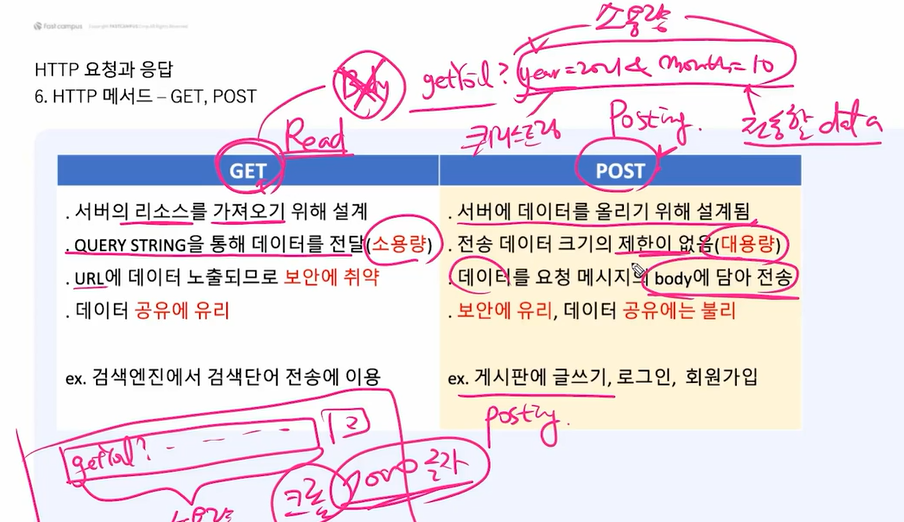 Fast campus Copyright FASTCAMPUS Corp. All Rights Reserved
소용량
HTTP 요청과 응답
6. HTTP 메서드 – GET, POST
Body
getYoil? year=2021 & month=10
쿼리스트링
Posting.
전송할 data
Read
GET
POST
. 서버의 리소스를 가져오기 위해 설계
. QUERY STRING을 통해 데이터를 전달(소용량)
. URL에 데이터 노출되므로 보안에 취약
. 데이터 공유에 유리
ex. 검색엔진에서 검색단어 전송에 이용
. 서버에 데이터를 올리기 위해 설계됨
. 전송 데이터 크기의 제한이 없음(대용량)
. 데이터를 요청 메시지의 body에 담아 전송
. 보안에 유리, 데이터 공유에는 불리
ex. 게시판에 글쓰기, 로그인, 회원가입
posting.
getYoil?
소용량
크롬
글자